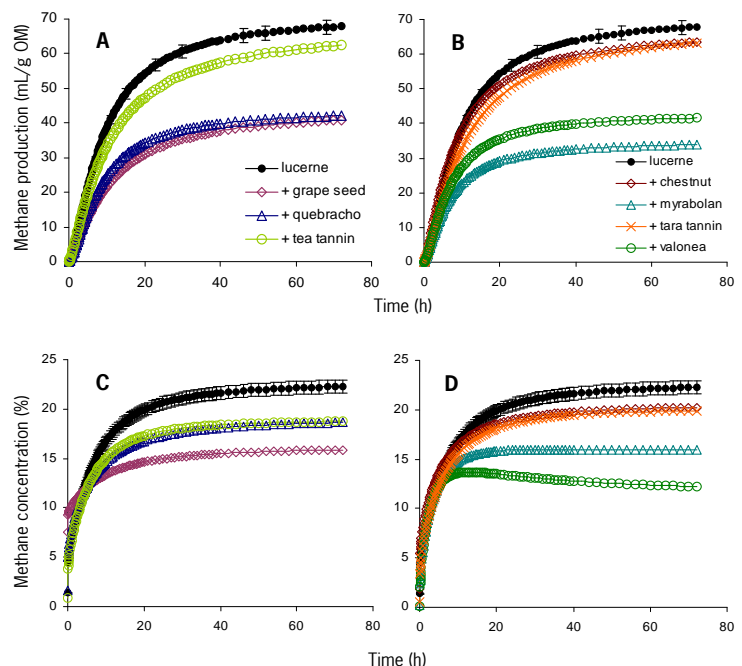 Methane production (mL/g OM)
70
60
50
40
30
20
10
0
A
lucerne
+ grape seed
+ quebracho
+ tea tannin
0 20 40 60 80
70
60
50
40
30
20
10
0
B
lucerne
+ chestnut
+ myrabolan
+ tara tannin
+ valonea
0 20 40 60 80
Time (h)
Methane concentration (%)
25
20
15
10
5
0
C
0 20 40 60 80
25
20
15
10
5
0
D
0 20 40 60 80
Time (h)